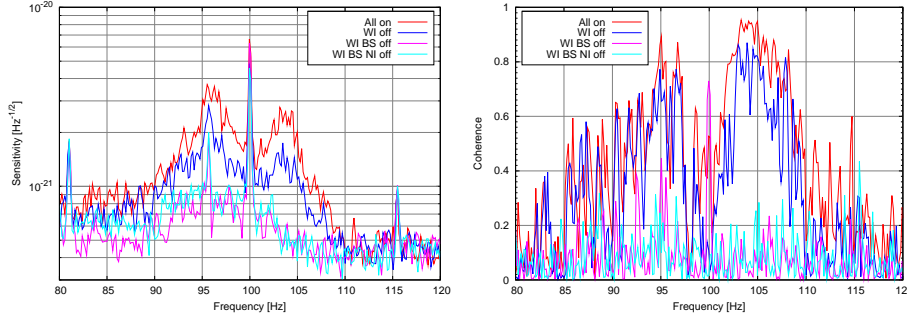 10^-20
10^-21
80 85 90 95 100 105 110 115 120
Sensitivity [Hz^-1/2]
Frequency [Hz]
All on
WI off
WI BS off
WI BS NI off
1
0.8
0.6
0.4
0.2
0
80 85 90 95 100 105 110 115 120
Coherence
Frequency [Hz]
All on
WI off
WI BS off
WI BS NI off